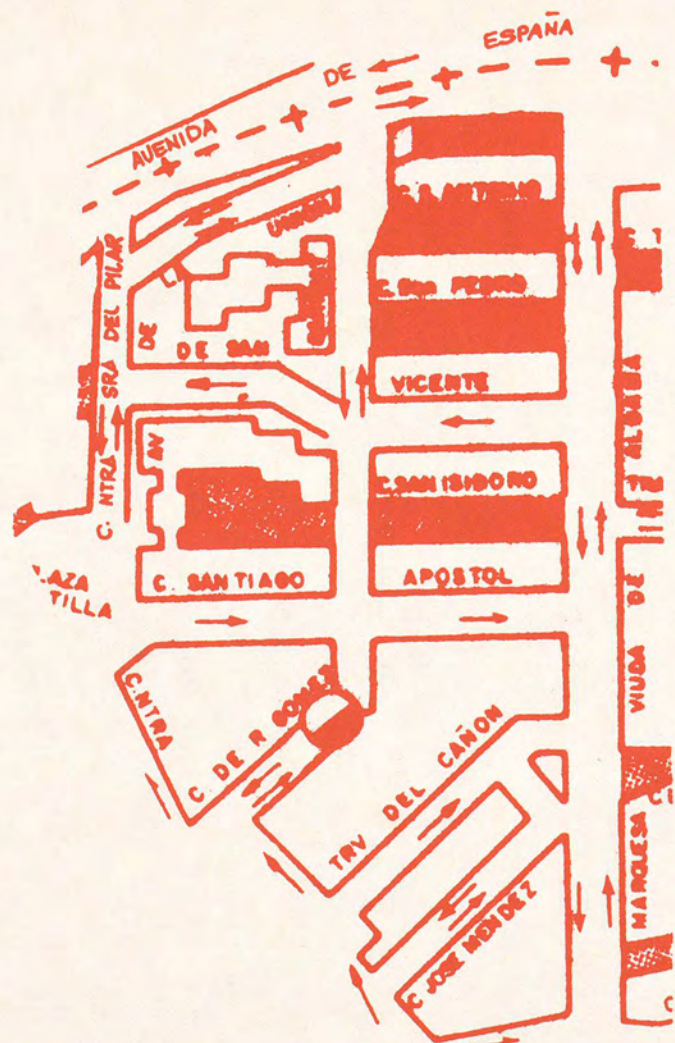 AVENIDA DE ESPAÑA
C. S. ANTONIO
C. NTRA SRA DEL PILAR
C. San PEDRO
AV DE
DE SAN VICENTE
C. SAN ISIDORO
C. SANTIAGO APOSTOL
TILLA
C. NTRA
C. DE R GOMEZ
TRV DEL CAÑON
C JOSE MENDEZ
MARQUESA VIUDA DE